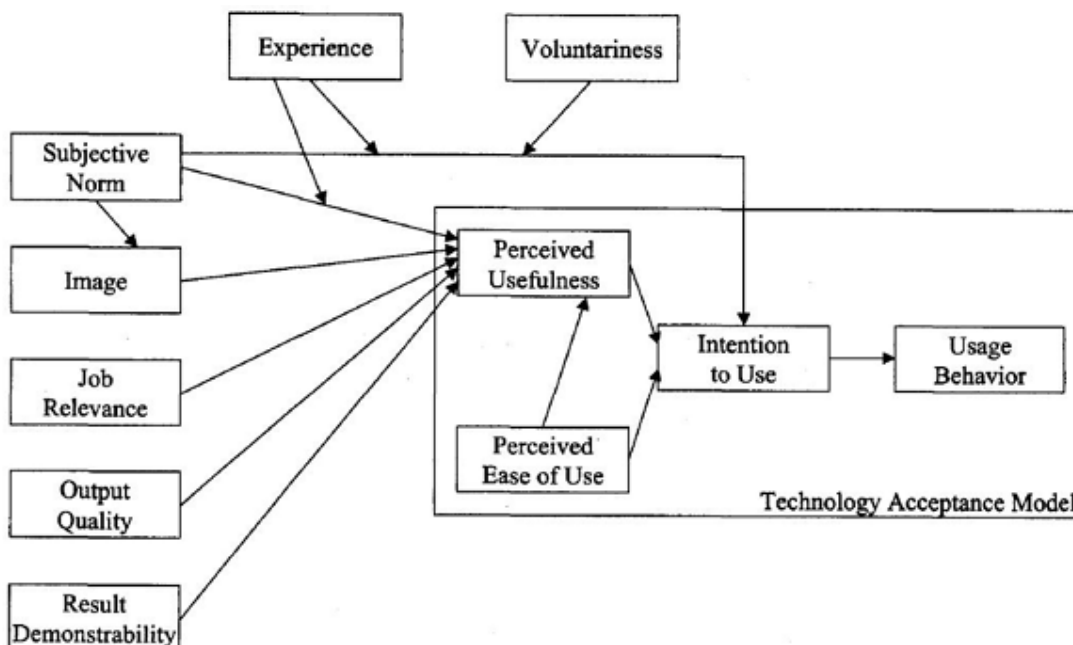 Experience
Voluntariness
Subjective
Norm
Image
Job
Relevance
Output
Quality
Result
Demonstrability
Perceived
Usefulness
Perceived
Ease of Use
Intention
to Use
Usage
Behavior
Technology Acceptance Model